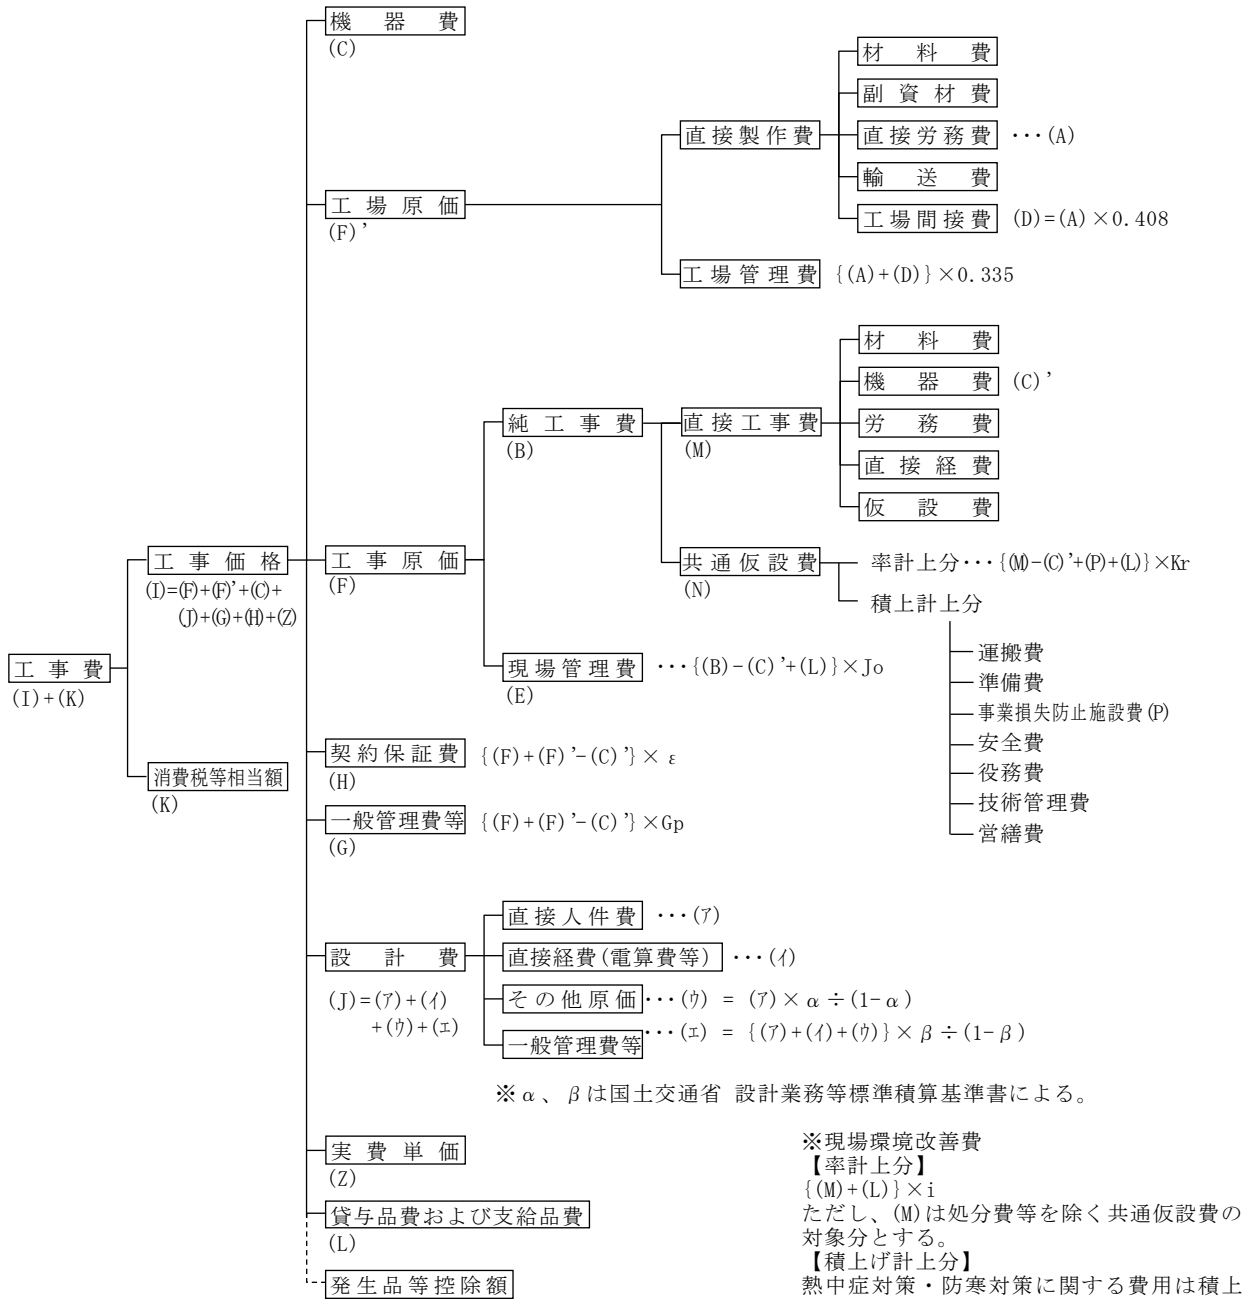 機器費
(C)
材料費
副資材費
直接製作費
直接労務費 ・・・(A)
輸送費
工場原価
(F)’
工場間接費 (D)=(A)×0.408
工場管理費 {(A)+(D)}×0.335
材料費
機器費 (C)’
純工事費
(B)
直接工事費
(M)
労務費
直接経費
仮設費
工事価格
(I)=(F)+(F)’+(C)+
(J)+(G)+(H)+(Z)
工事原価
(F)
共通仮設費
(N)
率計上分・・・{(M)-(C)’+(P)+(L)}×Kr
積上計上分
運搬費
準備費
事業損失防止施設費(P)
安全費
役務費
技術管理費
営繕費
工事費
(I)+(K)
現場管理費 ・・・{(B)-(C)’+(L)}×Jo
(E)
消費税等相当額
(K)
契約保証費 {(F)+(F)’-(C)’}×ε
(H)
一般管理費等 {(F)+(F)’-(C)’}×Gp
(G)
直接人件費 ・・・(ア)
設計費
直接経費(電算費等) ・・・(イ)
(J)=(ア)+(イ)
+(ウ)+(エ)
その他原価・・・(ウ) = (ア)×α÷(1-α)
一般管理費等・・・(エ) = {(ア)+(イ)+(ウ)}×β÷(1-β)
※α、βは国土交通省 設計業務等標準積算基準書による。
実費単価
(Z)
貸与品費および支給品費
(L)
発生品等控除額
※現場環境改善費
【率計上分】
{(M)+(L)}×i
ただし、(M)は処分費等を除く共通仮設費の
対象分とする。
【積上げ計上分】
熱中症対策・防寒対策に関する費用は積上